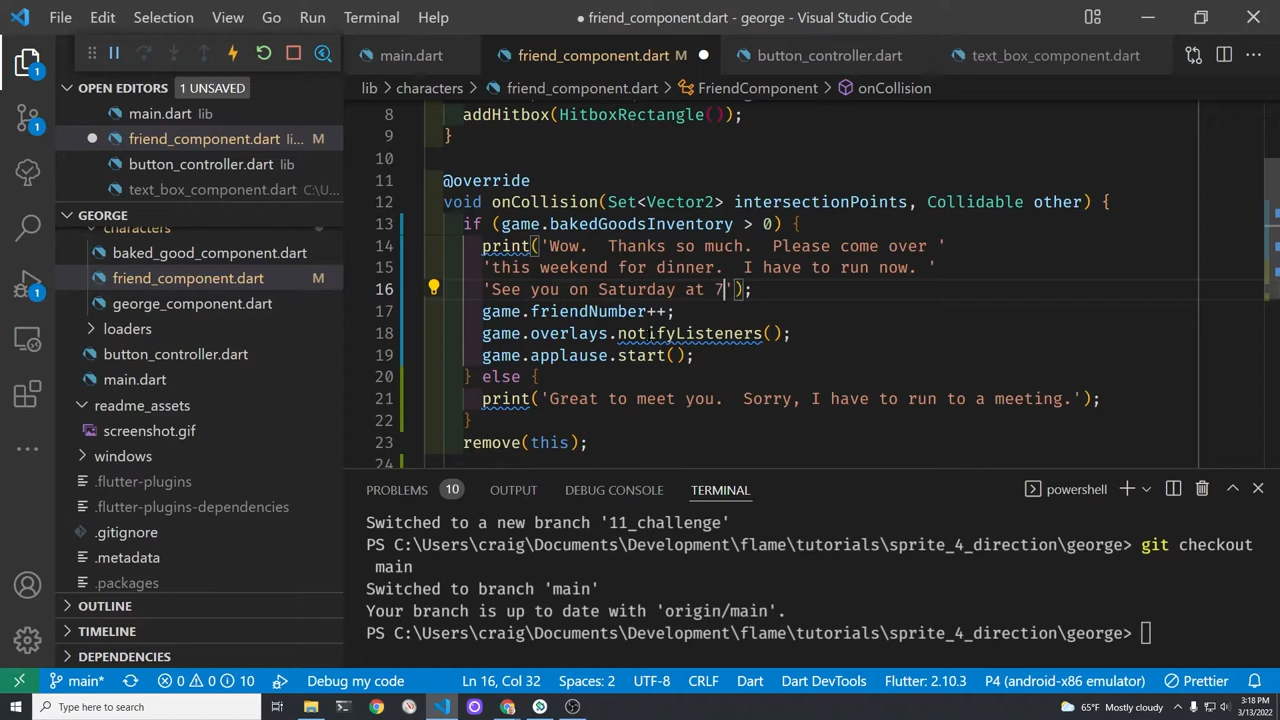 File Edit Selection View Go Run Terminal Help
● friend_component.dart - george - Visual Studio Code
main.dart
friend_component.dart M
button_controller.dart
text_box_component.dart
OPEN EDITORS 1 UNSAVED
main.dart lib
friend_component.dart li... M
button_controller.dart lib
text_box_component.dart C:\U...
GEORGE
characters
baked_good_component.dart
friend_component.dart M
george_component.dart
loaders
button_controller.dart
main.dart
readme_assets
screenshot.gif
windows
.flutter-plugins
.flutter-plugins-dependencies
.gitignore
.metadata
.packages
OUTLINE
TIMELINE
DEPENDENCIES
lib > characters > friend_component.dart > FriendComponent > onCollision
8 addHitbox(HitboxRectangle());
9 }
10
11 @override
12 void onCollision(Set<Vector2> intersectionPoints, Collidable other) {
13 if (game.bakedGoodsInventory > 0) {
14 print('Wow.  Thanks so much.  Please come over '
15 'this weekend for dinner.  I have to run now. '
16 'See you on Saturday at 7');
17 game.friendNumber++;
18 game.overlays.notifyListeners();
19 game.applause.start();
20 } else {
21 print('Great to meet you.  Sorry, I have to run to a meeting.');
22 }
23 remove(this);
24
PROBLEMS 10 OUTPUT DEBUG CONSOLE TERMINAL powershell
Switched to a new branch '11_challenge'
PS C:\Users\craig\Documents\Development\flame\tutorials\sprite_4_direction\george> git checkout
main
Switched to branch 'main'
Your branch is up to date with 'origin/main'.
PS C:\Users\craig\Documents\Development\flame\tutorials\sprite_4_direction\george>
main* 0 0 10 Debug my code Ln 16, Col 32 Spaces: 2 UTF-8 CRLF Dart Dart DevTools Flutter: 2.10.3 P4 (android-x86 emulator) Prettier
Type here to search 65°F Mostly cloudy 3:18 PM
3/13/2022